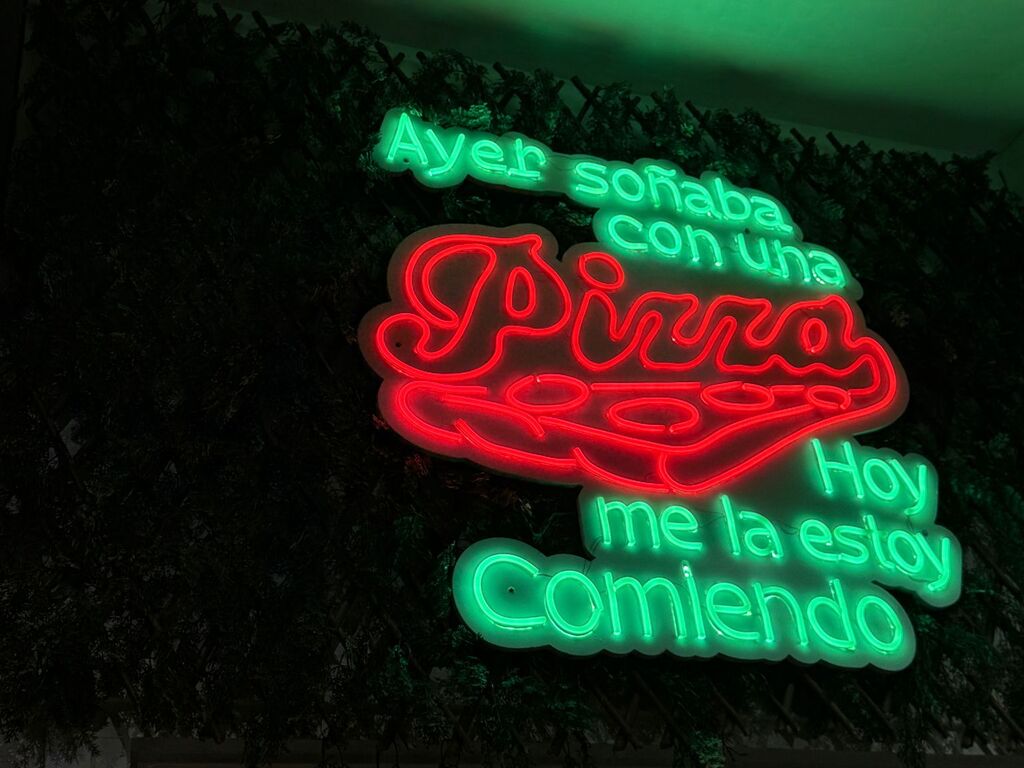 Ayer soñaba
con una
Pizza
Hoy
me la estoy
Comiendo